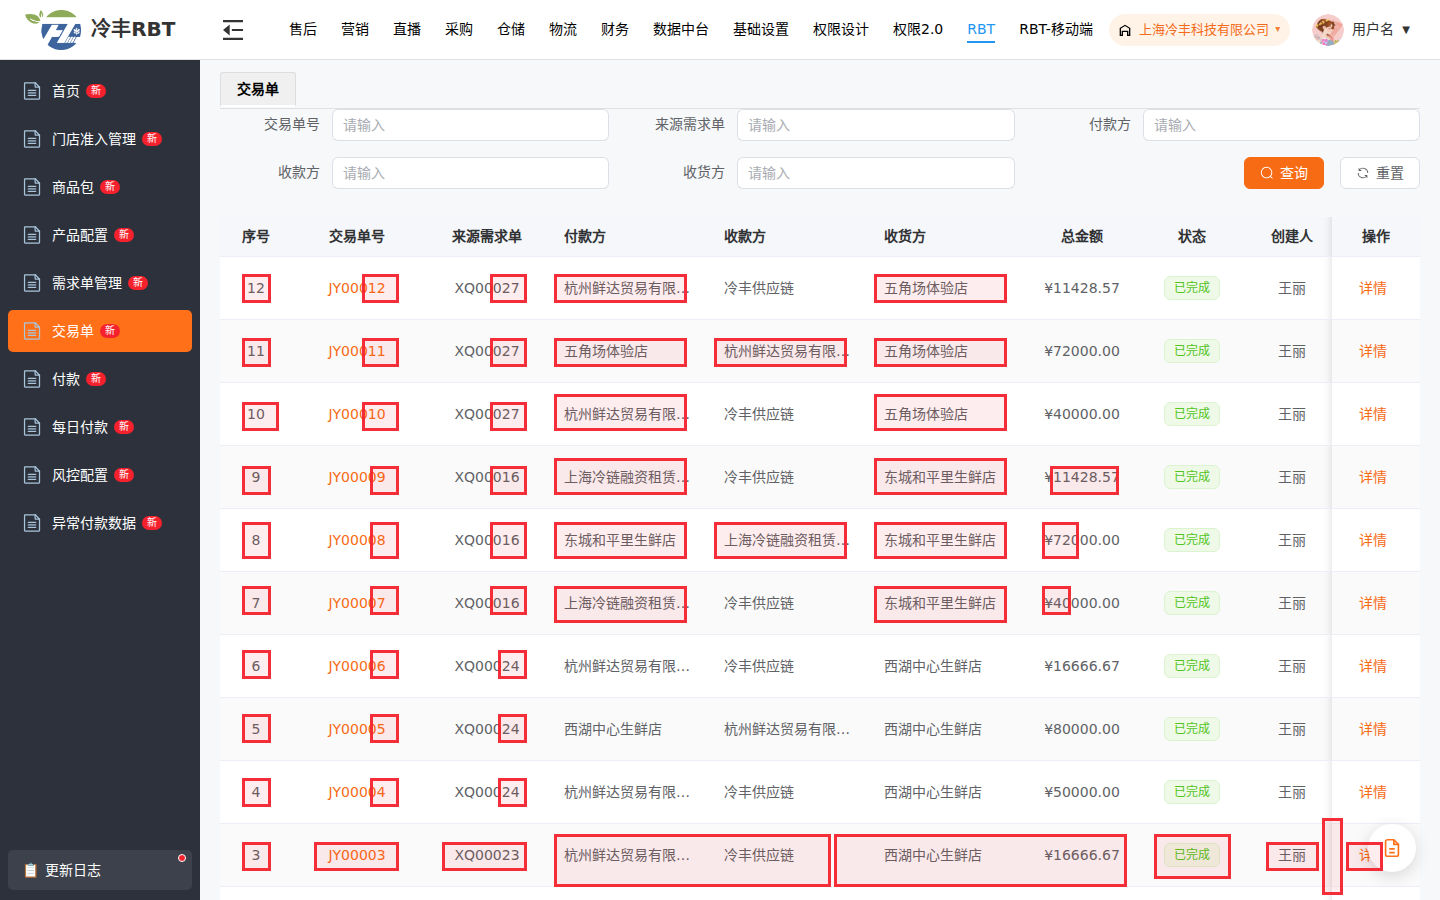 冷丰RBT
售后 营销 直播 采购 仓储 物流 财务 数据中台 基础设置 权限设计 权限2.0 RBT RBT-移动端 上海冷丰科技有限公司 ▾ 用户名 ▼
首页 新
门店准入管理 新
商品包 新
产品配置 新
需求单管理 新
交易单 新
付款 新
每日付款 新
风控配置 新
异常付款数据 新
更新日志
交易单
交易单号 请输入 来源需求单 请输入 付款方 请输入
收款方 请输入 收货方 请输入 查询 重置
序号 交易单号 来源需求单 付款方 收款方 收货方 总金额 状态 创建人 操作
12 JY00012 XQ00027 杭州鲜达贸易有限... 冷丰供应链 五角场体验店 ¥11428.57 已完成 王丽 详情
11 JY00011 XQ00027 五角场体验店 杭州鲜达贸易有限... 五角场体验店 ¥72000.00 已完成 王丽 详情
10 JY00010 XQ00027 杭州鲜达贸易有限... 冷丰供应链 五角场体验店 ¥40000.00 已完成 王丽 详情
9 JY00009 XQ00016 上海冷链融资租赁... 冷丰供应链 东城和平里生鲜店 ¥11428.57 已完成 王丽 详情
8 JY00008 XQ00016 东城和平里生鲜店 上海冷链融资租赁... 东城和平里生鲜店 ¥72000.00 已完成 王丽 详情
7 JY00007 XQ00016 上海冷链融资租赁... 冷丰供应链 东城和平里生鲜店 ¥40000.00 已完成 王丽 详情
6 JY00006 XQ00024 杭州鲜达贸易有限... 冷丰供应链 西湖中心生鲜店 ¥16666.67 已完成 王丽 详情
5 JY00005 XQ00024 西湖中心生鲜店 杭州鲜达贸易有限... 西湖中心生鲜店 ¥80000.00 已完成 王丽 详情
4 JY00004 XQ00024 杭州鲜达贸易有限... 冷丰供应链 西湖中心生鲜店 ¥50000.00 已完成 王丽 详情
3 JY00003 XQ00023 杭州鲜达贸易有限... 冷丰供应链 西湖中心生鲜店 ¥16666.67 已完成 王丽 详